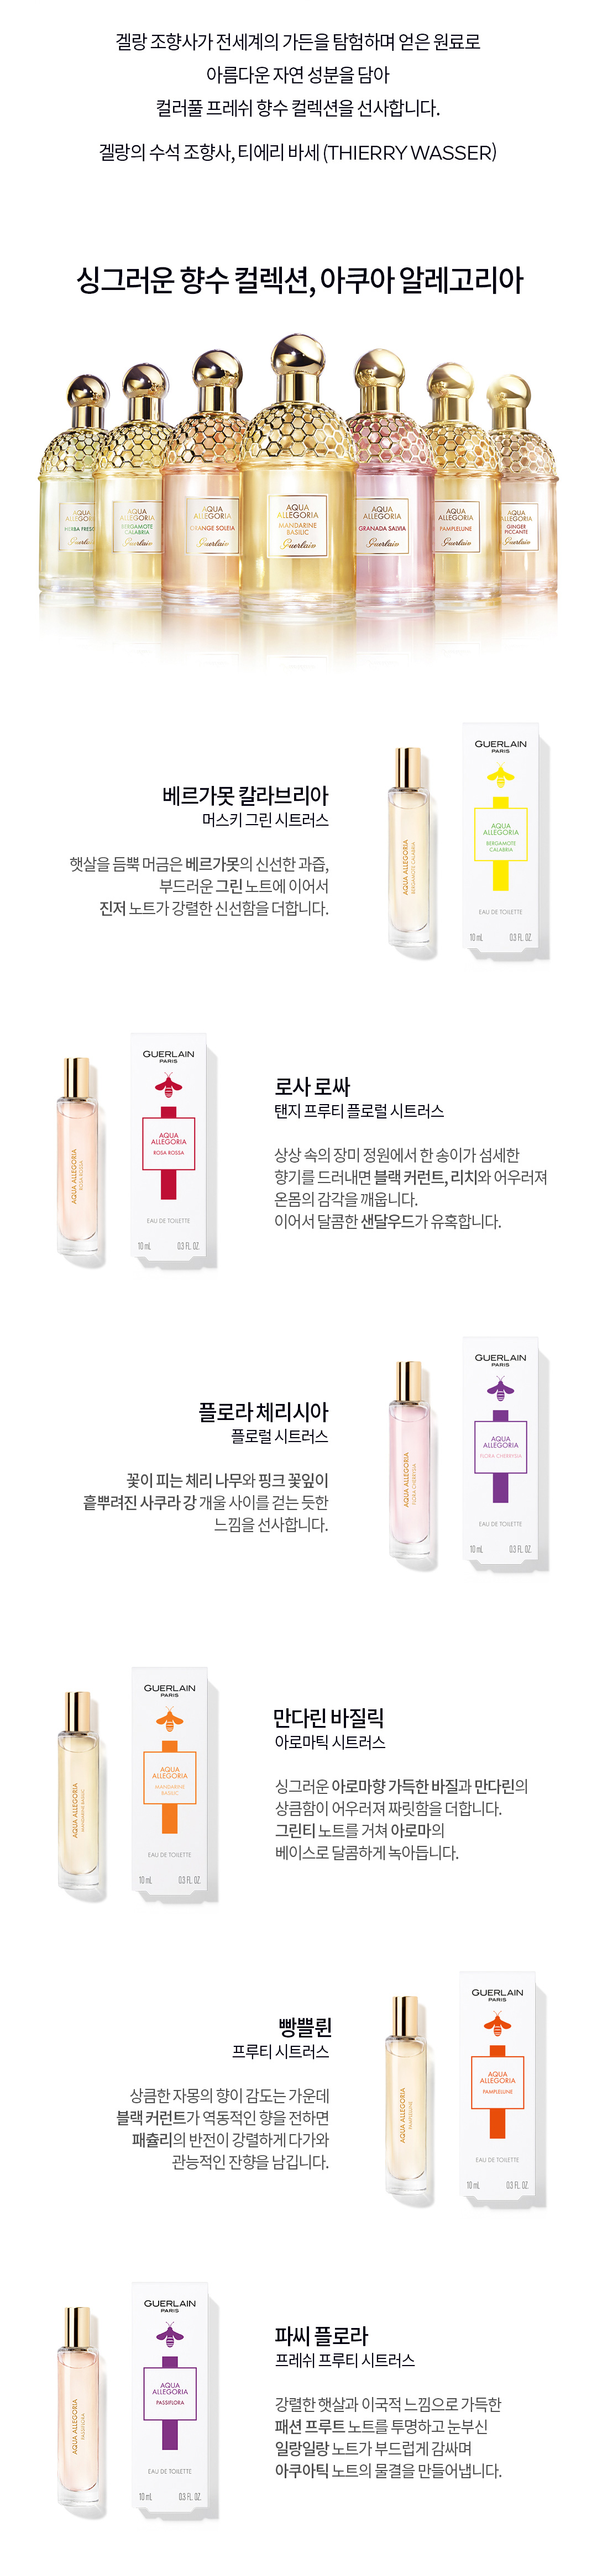 겔랑 조향사가 전세계의 가든을 탐험하며 얻은 원료로
아름다운 자연 성분을 담아
컬러풀 프레쉬 향수 컬렉션을 선사합니다.
겔랑의 수석 조향사, 티에리 바세 (THIERRY WASSER)
싱그러운 향수 컬렉션, 아쿠아 알레고리아
AQUA
ALLEGORIA
HERBA FRESCA
Guerlain
AQUA
ALLEGORIA
BERGAMOTE
CALABRIA
Guerlain
AQUA
ALLEGORIA
ORANGE SOLEIA
Guerlain
AQUA
ALLEGORIA
MANDARINE
BASILIC
Guerlain
AQUA
ALLEGORIA
GRANADA SALVIA
Guerlain
AQUA
ALLEGORIA
PAMPLELUNE
Guerlain
AQUA
ALLEGORIA
GINGER
PICCANTE
Guerlain
베르가못 칼라브리아
머스키 그린 시트러스
햇살을 듬뿍 머금은 베르가못의 신선한 과즙,
부드러운 그린 노트에 이어서
진저 노트가 강렬한 신선함을 더합니다.
AQUA ALLEGORIA
BERGAMOTE CALABRIA
GUERLAIN
PARIS
AQUA
ALLEGORIA
BERGAMOTE
CALABRIA
EAU DE TOILETTE
10 mL 0.3 FL. OZ.
AQUA ALLEGORIA
ROSA ROSSA
GUERLAIN
PARIS
AQUA
ALLEGORIA
ROSA ROSSA
EAU DE TOILETTE
10 mL 0.3 FL. OZ.
로사 로싸
탠지 프루티 플로럴 시트러스
상상 속의 장미 정원에서 한 송이가 섬세한
향기를 드러내면 블랙 커런트, 리치와 어우러져
온몸의 감각을 깨웁니다.
이어서 달콤한 샌달우드가 유혹합니다.
플로라 체리시아
플로럴 시트러스
꽃이 피는 체리 나무와 핑크 꽃잎이
흩뿌려진 사쿠라 강 개울 사이를 걷는 듯한
느낌을 선사합니다.
AQUA ALLEGORIA
FLORA CHERRYSIA
GUERLAIN
PARIS
AQUA
ALLEGORIA
FLORA CHERRYSIA
EAU DE TOILETTE
10 mL 0.3 FL. OZ.
AQUA ALLEGORIA
MANDARINE BASILIC
GUERLAIN
PARIS
AQUA
ALLEGORIA
MANDARINE
BASILIC
EAU DE TOILETTE
10 mL 0.3 FL. OZ.
만다린 바질릭
아로마틱 시트러스
싱그러운 아로마향 가득한 바질과 만다린의
상큼함이 어우러져 짜릿함을 더합니다.
그린티 노트를 거쳐 아로마의
베이스로 달콤하게 녹아듭니다.
빵쁠륀
프루티 시트러스
상큼한 자몽의 향이 감도는 가운데
블랙 커런트가 역동적인 향을 전하면
패츌리의 반전이 강렬하게 다가와
관능적인 잔향을 남깁니다.
AQUA ALLEGORIA
PAMPLELUNE
GUERLAIN
PARIS
AQUA
ALLEGORIA
PAMPLELUNE
EAU DE TOILETTE
10 mL 0.3 FL. OZ.
AQUA ALLEGORIA
PASSIFLORA
GUERLAIN
PARIS
AQUA
ALLEGORIA
PASSIFLORA
EAU DE TOILETTE
10 mL 0.3 FL. OZ.
파씨 플로라
프레쉬 프루티 시트러스
강렬한 햇살과 이국적 느낌으로 가득한
패션 프루트 노트를 투명하고 눈부신
일랑일랑 노트가 부드럽게 감싸며
아쿠아틱 노트의 물결을 만들어냅니다.